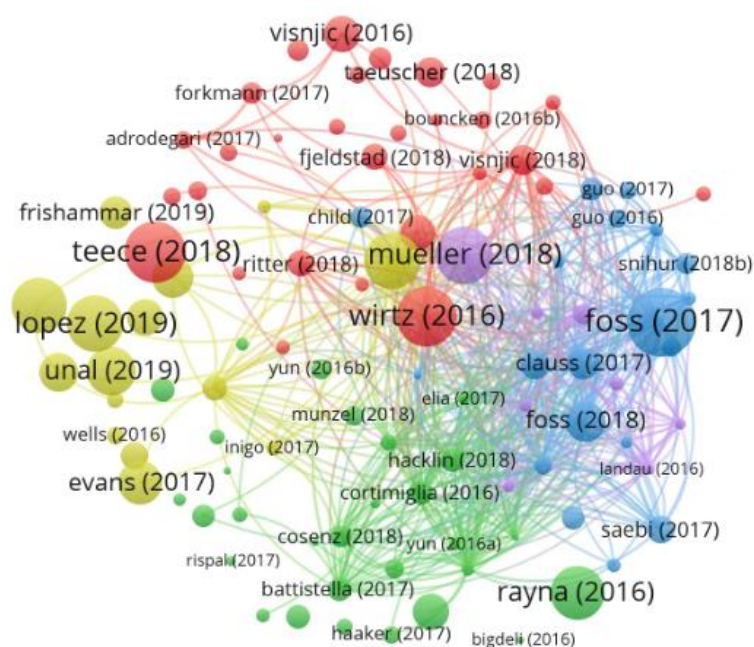 visnjic (2016)
taeuscher (2018)
forkmann (2017)
bouncken (2016b)
adrodegari (2017)
fjeldstad (2018)
visnjic (2018)
guo (2017)
frishammar (2019)
child (2017)
guo (2016)
teece (2018)
mueller (2018)
ritter (2018)
snihur (2018b)
lopez (2019)
wirtz (2016)
foss (2017)
unal (2019)
yun (2016b)
clauss (2017)
elia (2017)
munzel (2018)
foss (2018)
wells (2016)
inigo (2017)
hacklin (2018)
landau (2016)
evans (2017)
cortimiglia (2016)
cosenz (2018)
yun (2016a)
saebi (2017)
rispal (2017)
battistella (2017)
rayna (2016)
haaker (2017)
bigdeli (2016)